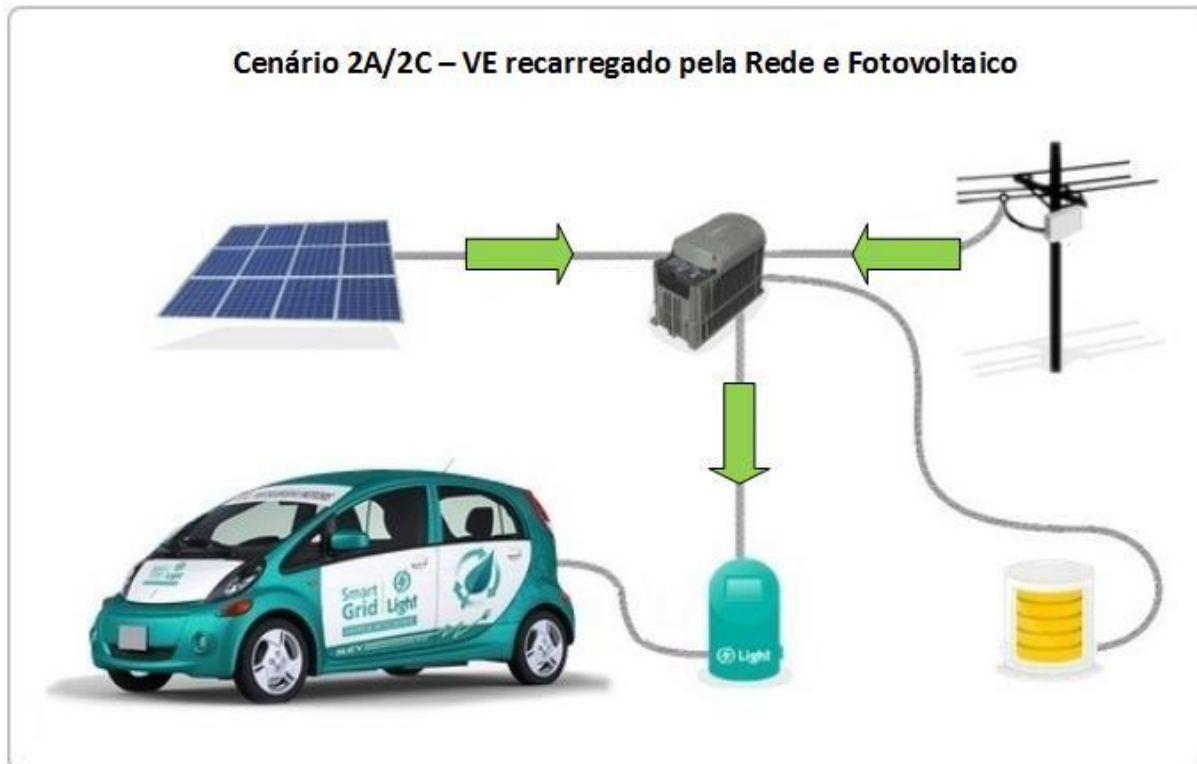 Cenário 2A/2C – VE recarregado pela Rede e Fotovoltaico
Smart
Grid
Light
Light